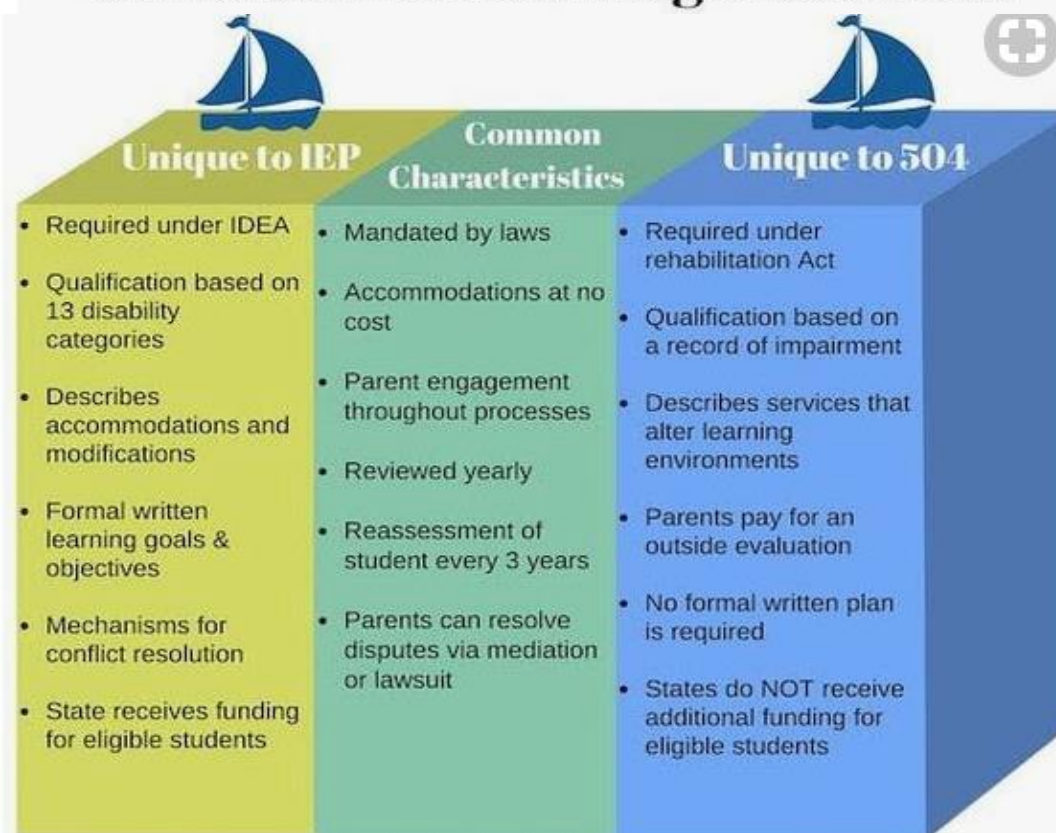 Unique to IEP
• Required under IDEA
• Qualification based on
13 disability
categories
• Describes
accommodations and
modifications
• Formal written
learning goals &
objectives
• Mechanisms for
conflict resolution
• State receives funding
for eligible students
Common
Characteristics
• Mandated by laws
• Accommodations at no
cost
• Parent engagement
throughout processes
• Reviewed yearly
• Reassessment of
student every 3 years
• Parents can resolve
disputes via mediation
or lawsuit
Unique to 504
• Required under
rehabilitation Act
• Qualification based on
a record of impairment
• Describes services that
alter learning
environments
• Parents pay for an
outside evaluation
• No formal written plan
is required
• States do NOT receive
additional funding for
eligible students